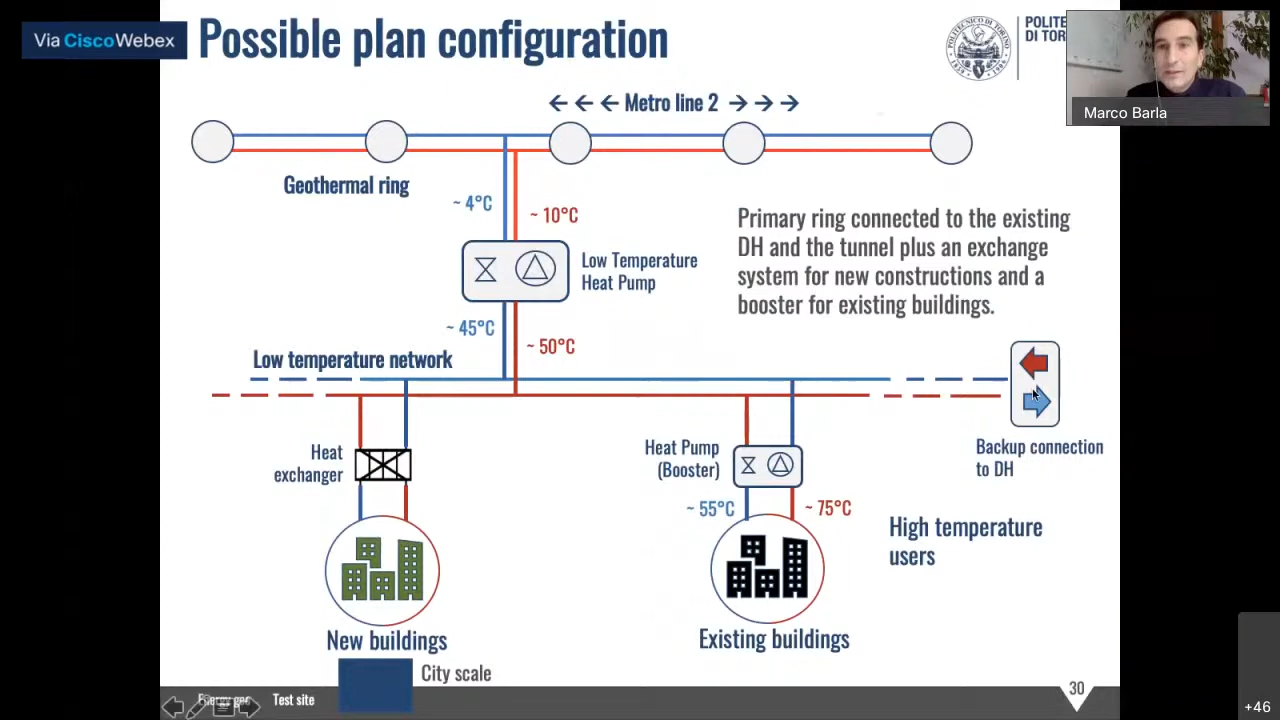 Via Cisco Webex
Possible plan configuration
POLITE
DI TOR
Marco Barla
← ← ← Metro line 2 → → →
Geothermal ring
~ 4°C
~ 10°C
Low Temperature
Heat Pump
Primary ring connected to the existing
DH and the tunnel plus an exchange
system for new constructions and a
booster for existing buildings.
~ 45°C
~ 50°C
Low temperature network
Heat
exchanger
Heat Pump
(Booster)
Backup connection
to DH
~ 55°C
~ 75°C
High temperature
users
New buildings
Existing buildings
City scale
Test site
30
+46